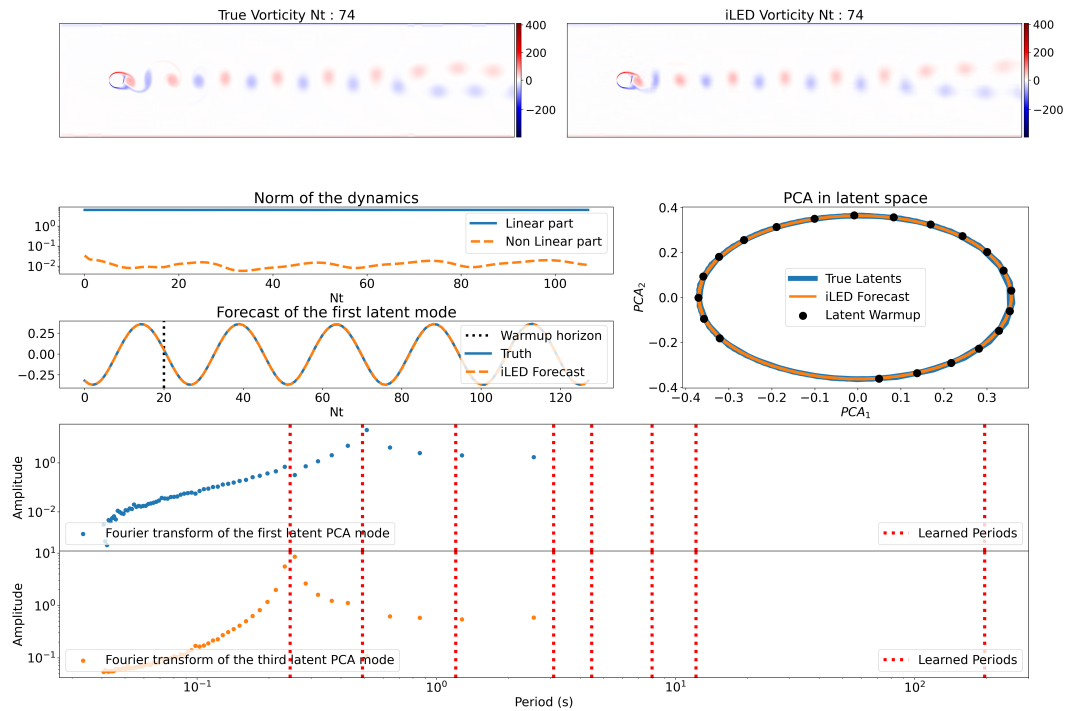 True Vorticity Nt : 74
iLED Vorticity Nt : 74
400
200
0
−200
400
200
0
−200
Norm of the dynamics
10⁰
10⁻¹
10⁻²
Linear part
Non Linear part
0 20 40 60 80 100
Nt
Forecast of the first latent mode
0.25
0.00
−0.25
Warmup horizon
Truth
iLED Forecast
0 20 40 60 80 100 120
Nt
PCA in latent space
PCA₂
0.4
0.2
0.0
−0.2
−0.4
True Latents
iLED Forecast
Latent Warmup
−0.4 −0.3 −0.2 −0.1 0.0 0.1 0.2 0.3
PCA₁
Amplitude
10⁰
10⁻²
Fourier transform of the first latent PCA mode
Learned Periods
Amplitude
10¹
10⁰
10⁻¹
Fourier transform of the third latent PCA mode
Learned Periods
10⁻¹ 10⁰ 10¹ 10²
Period (s)